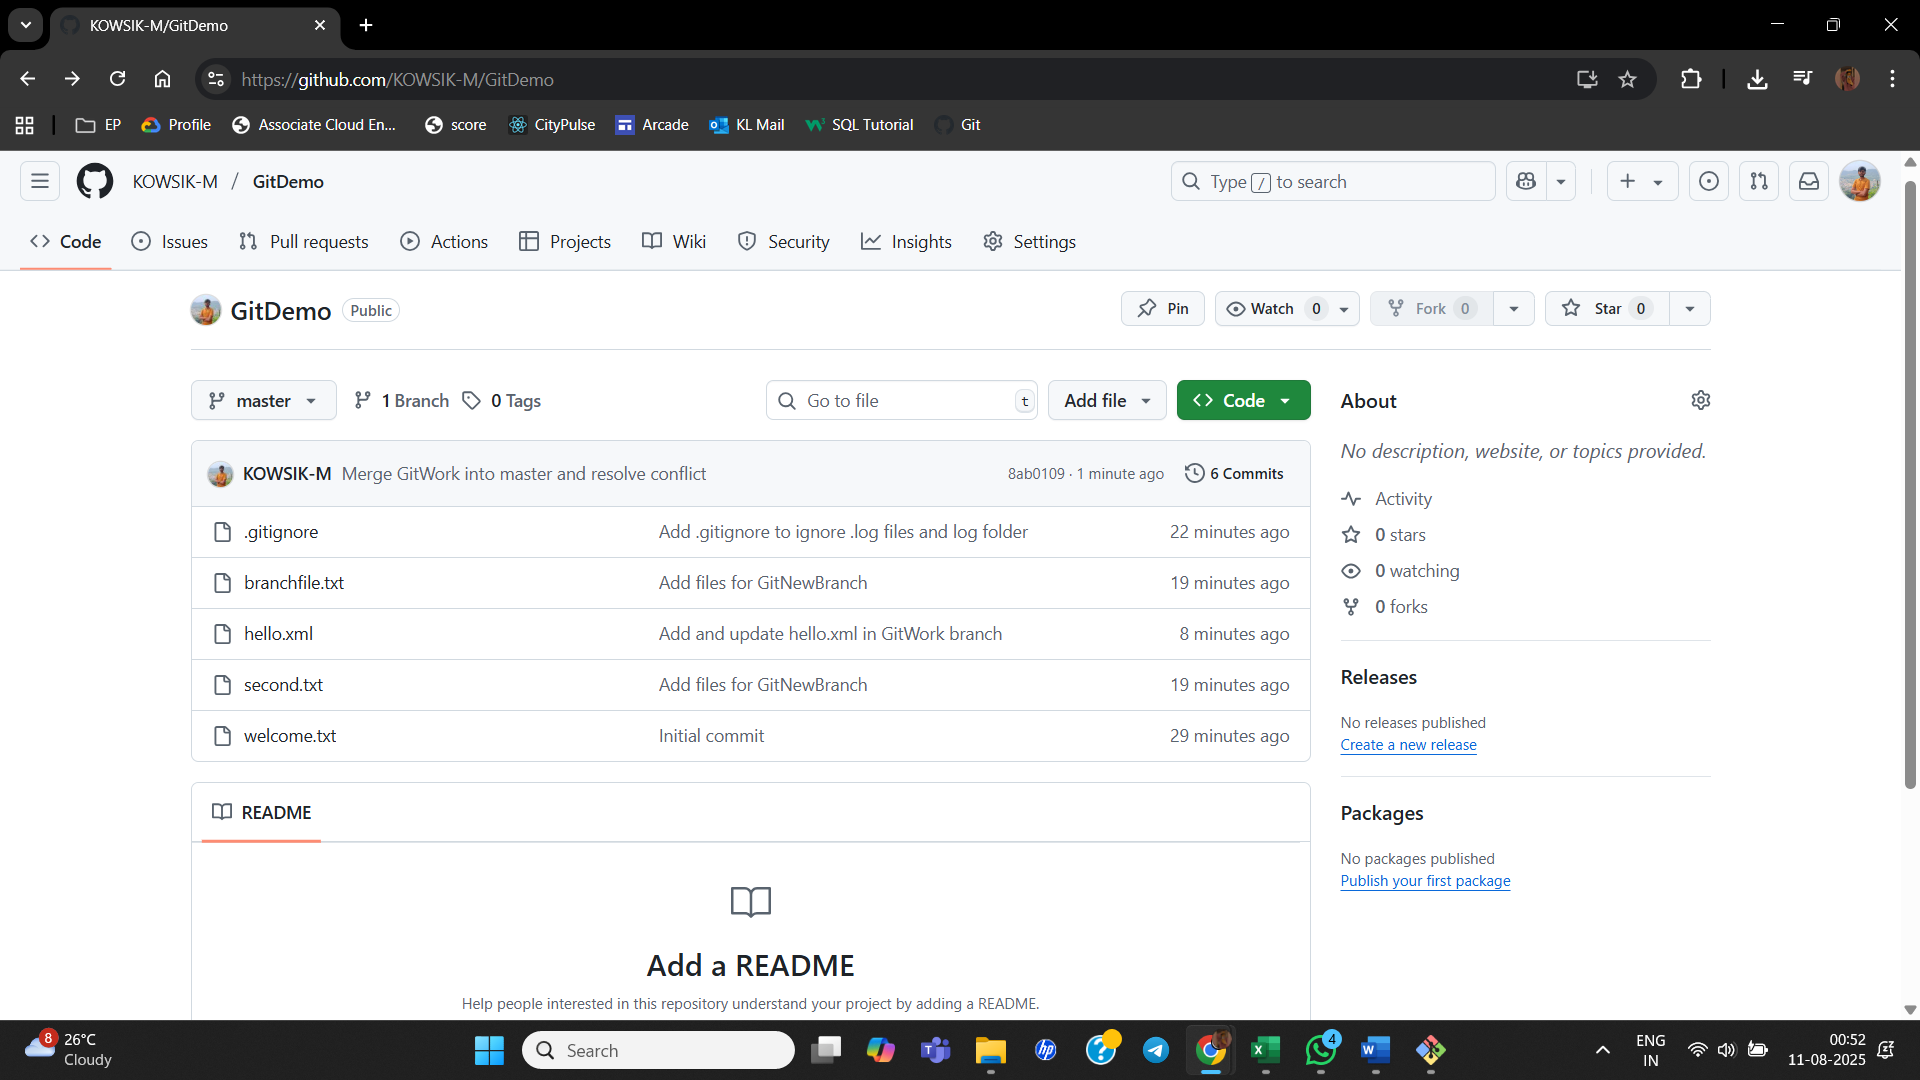 KOWSIK-M/GitDemo
https://github.com/KOWSIK-M/GitDemo
EP
Profile
Associate Cloud En...
score
CityPulse
Arcade
KL Mail
SQL Tutorial
Git
KOWSIK-M / GitDemo
Type / to search
Code
Issues
Pull requests
Actions
Projects
Wiki
Security
Insights
Settings
GitDemo Public
Pin
Watch 0
Fork 0
Star 0
master
1 Branch
0 Tags
Go to file t
Add file
Code
KOWSIK-M Merge GitWork into master and resolve conflict 8ab0109 · 1 minute ago 6 Commits
.gitignore Add .gitignore to ignore .log files and log folder 22 minutes ago
branchfile.txt Add files for GitNewBranch 19 minutes ago
hello.xml Add and update hello.xml in GitWork branch 8 minutes ago
second.txt Add files for GitNewBranch 19 minutes ago
welcome.txt Initial commit 29 minutes ago
README
Add a README
Help people interested in this repository understand your project by adding a README.
About
No description, website, or topics provided.
Activity
0 stars
0 watching
0 forks
Releases
No releases published
Create a new release
Packages
No packages published
Publish your first package
8
26°C
Cloudy
Search
hp
4
ENG
IN
00:52
11-08-2025